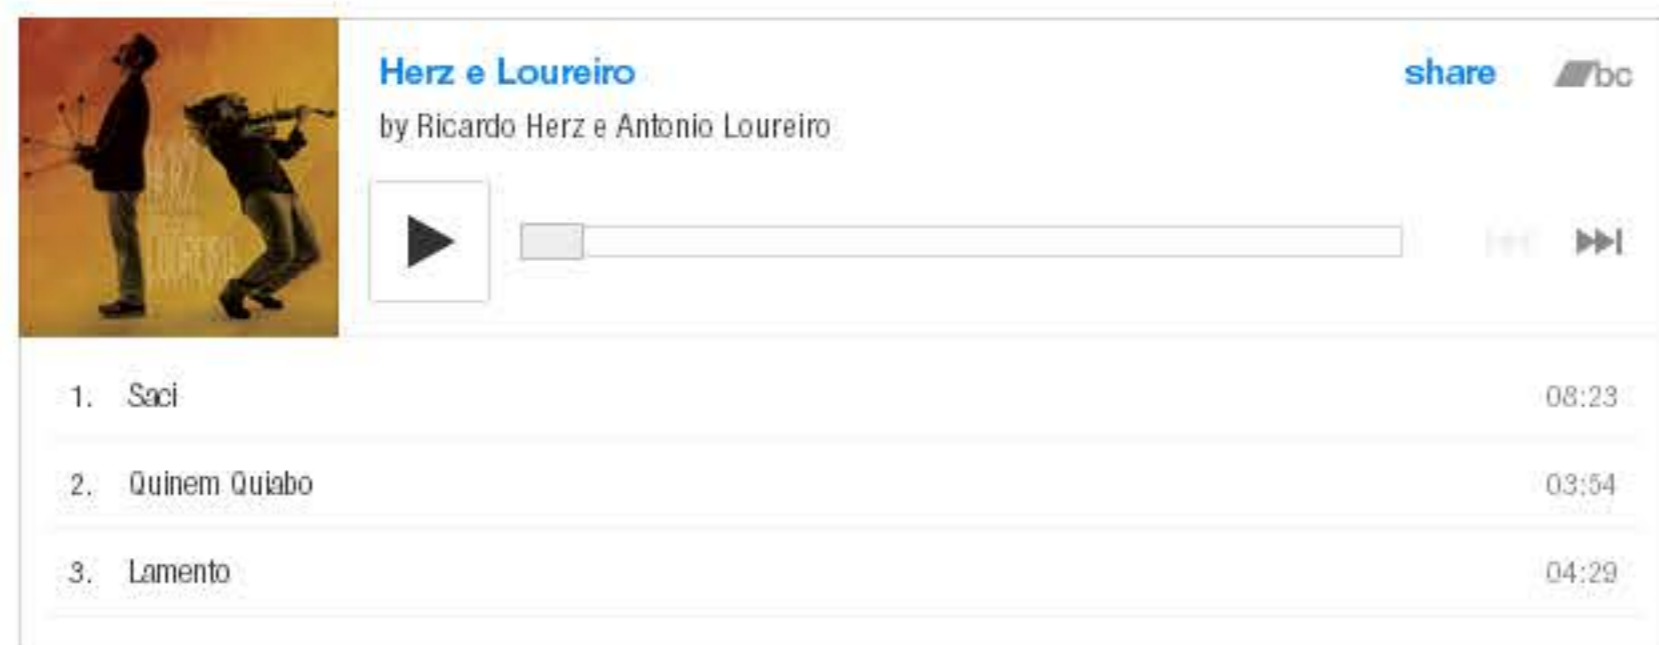 Herz e Loureiro
share
bc
by Ricardo Herz e Antonio Loureiro
1. Saci 08:23
2. Quinem Quiabo 03:54
3. Lamento 04:29